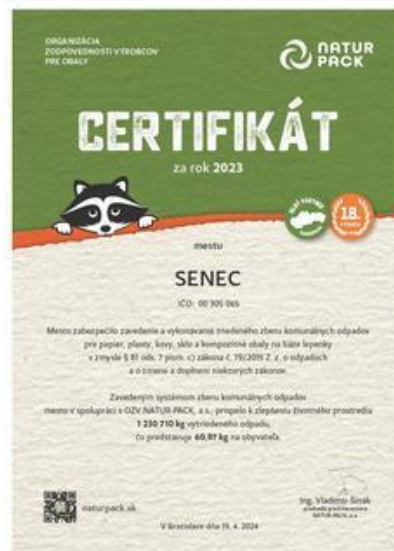 ORGANIZÁCIA
ZODPOVEDNOSTI VÝROBCOV
PRE OBALY
NATUR
PACK
CERTIFIKÁT
za rok 2023
18.
mestu
SENEC
IČO: 00 305 065
Mesto zabezpečilo zavedenie a vykonávanie triedeného zberu komunálnych odpadov
pre papier, plasty, kovy, sklo a kompozitné obaly na báze lepenky
v zmysle § 81 ods. 7 písm. c) zákona č. 79/2015 Z. z. o odpadoch
a o zmene a doplnení niektorých zákonov.
Zavedeným systémom zberu komunálnych odpadov
mesto v spolupráci s OZV NATUR-PACK, a.s., prispelo k zlepšeniu životného prostredia
1 230 710 kg vytriedeného odpadu,
čo predstavuje 60,97 kg na obyvateľa.
naturpack.sk
Ing. Vladimír Šinák
NATUR-PACK, a.s.
V Bratislave dňa 19. 4. 2024